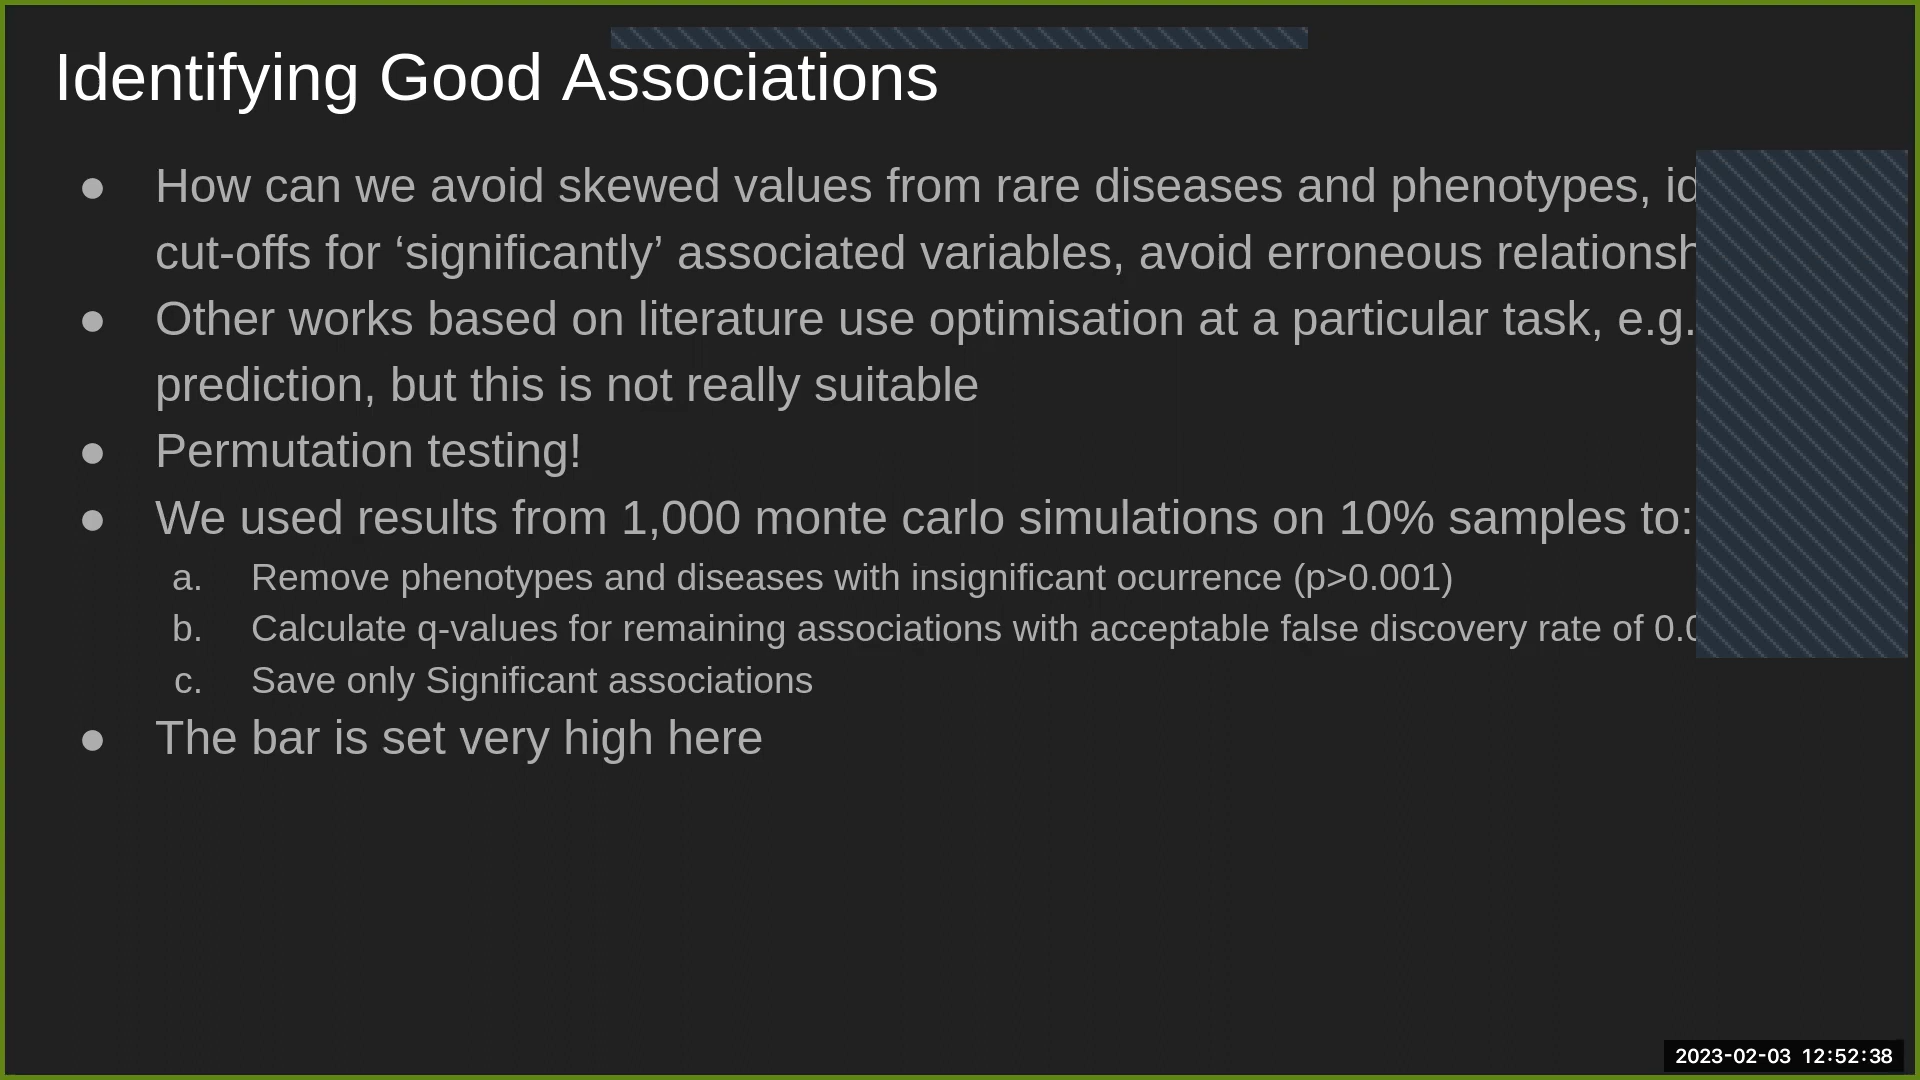 Identifying Good Associations
● How can we avoid skewed values from rare diseases and phenotypes,
cut-offs for ‘significantly’ associated variables, avoid erroneous
● Other works based on literature use optimisation at a particular task, e.g.
prediction, but this is not really suitable
● Permutation testing!
● We used results from 1,000 monte carlo simulations on 10% samples to:
a. Remove phenotypes and diseases with insignificant ocurrence (p>0.001)
b. Calculate q-values for remaining associations with acceptable false discovery rate of
c. Save only Significant associations
● The bar is set very high here
2023-02-03 12:52:38